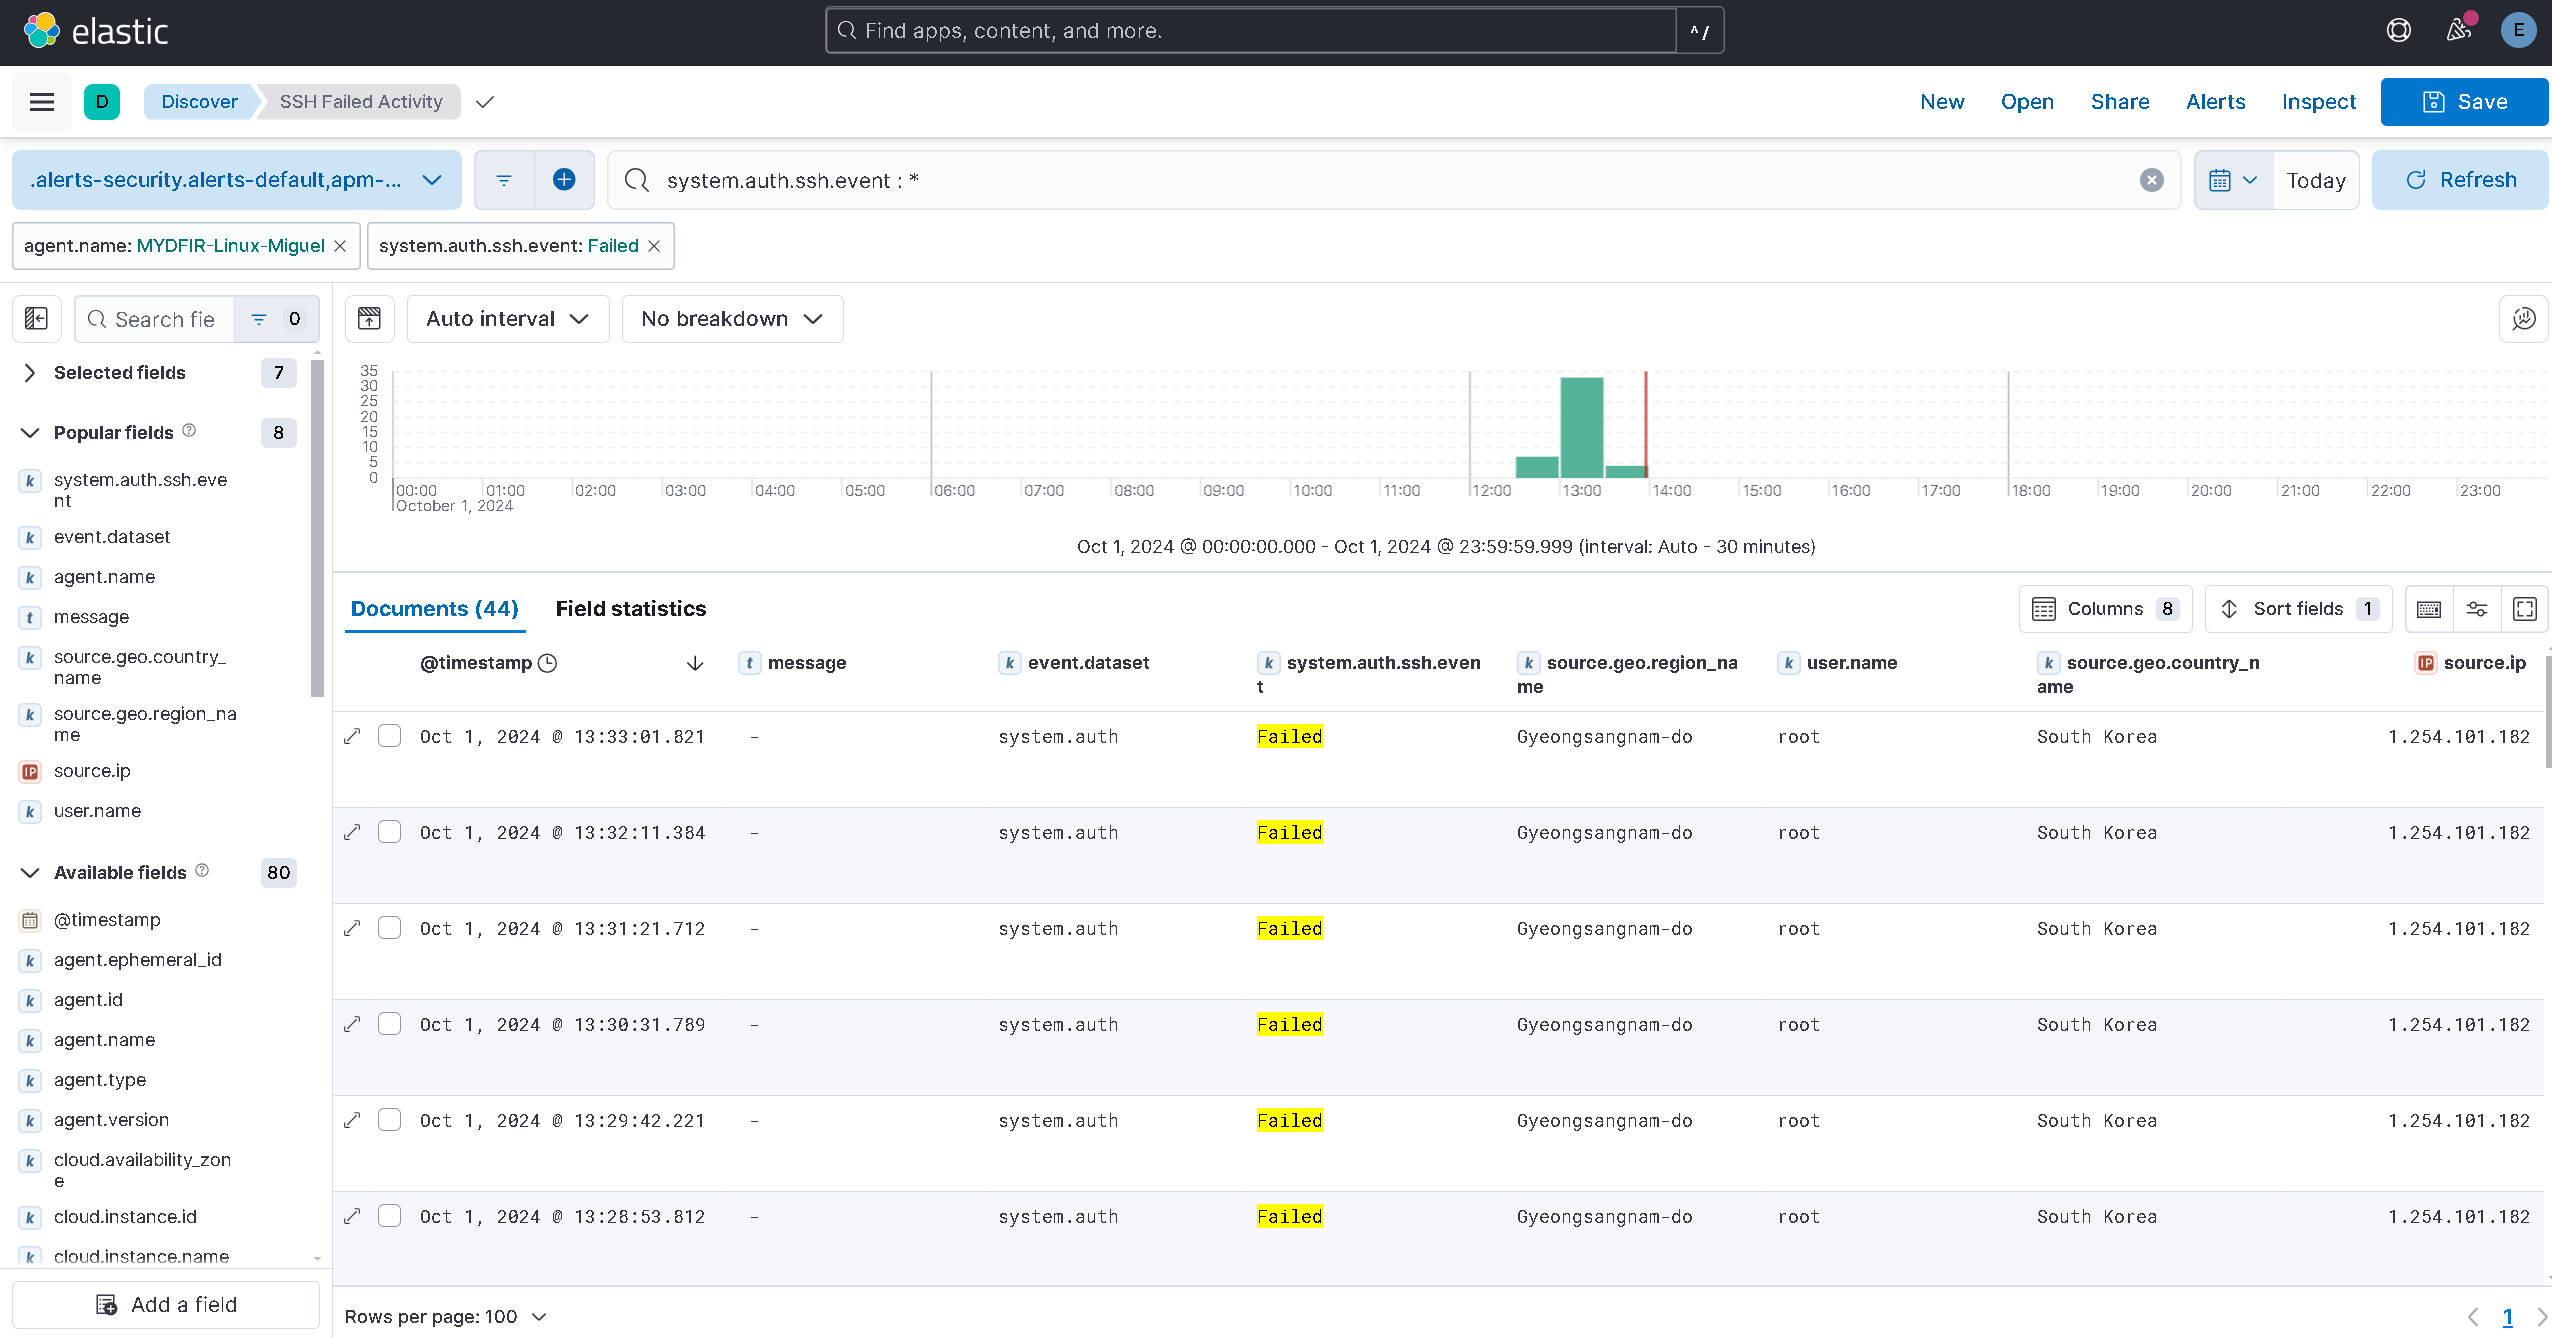 elastic
Find apps, content, and more.
^/
E
D
Discover
SSH Failed Activity
New
Open
Share
Alerts
Inspect
Save
.alerts-security.alerts-default,apm-...
system.auth.ssh.event : *
Today
Refresh
agent.name: MYDFIR-Linux-Miguel
system.auth.ssh.event: Failed
Search fie
0
Auto interval
No breakdown
Selected fields 7
Popular fields 8
system.auth.ssh.eve
nt
event.dataset
agent.name
message
source.geo.country_
name
source.geo.region_na
me
source.ip
user.name
Available fields 80
@timestamp
agent.ephemeral_id
agent.id
agent.name
agent.type
agent.version
cloud.availability_zon
e
cloud.instance.id
cloud.instance.name
Add a field
35
30
25
20
15
10
5
0
00:00 01:00 02:00 03:00 04:00 05:00 06:00 07:00 08:00 09:00 10:00 11:00 12:00 13:00 14:00 15:00 16:00 17:00 18:00 19:00 20:00 21:00 22:00 23:00
October 1, 2024
Oct 1, 2024 @ 00:00:00.000 - Oct 1, 2024 @ 23:59:59.999 (interval: Auto - 30 minutes)
Documents (44)
Field statistics
Columns 8
Sort fields 1
@timestamp message event.dataset system.auth.ssh.even source.geo.region_na user.name source.geo.country_n source.ip
t me ame
Oct 1, 2024 @ 13:33:01.821 - system.auth Failed Gyeongsangnam-do root South Korea 1.254.101.182
Oct 1, 2024 @ 13:32:11.384 - system.auth Failed Gyeongsangnam-do root South Korea 1.254.101.182
Oct 1, 2024 @ 13:31:21.712 - system.auth Failed Gyeongsangnam-do root South Korea 1.254.101.182
Oct 1, 2024 @ 13:30:31.789 - system.auth Failed Gyeongsangnam-do root South Korea 1.254.101.182
Oct 1, 2024 @ 13:29:42.221 - system.auth Failed Gyeongsangnam-do root South Korea 1.254.101.182
Oct 1, 2024 @ 13:28:53.812 - system.auth Failed Gyeongsangnam-do root South Korea 1.254.101.182
Rows per page: 100
1